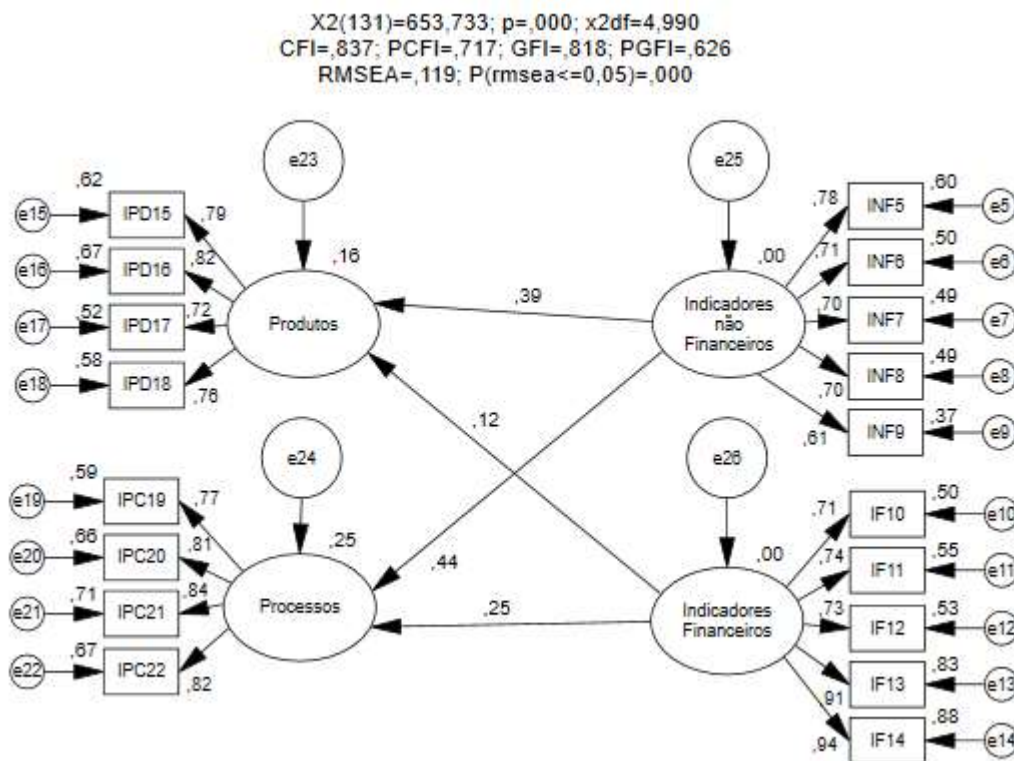 X2(131)=653,733; p=,000; x2df=4,990
CFI=,837; PCFI=,717; GFI=,818; PGFI=,626
RMSEA=,119; P(rmsea<=0,05)=,000
e23
e25
,62
e15
IPD15
,79
,67
e16
IPD16
,82
,52
e17
IPD17
,72
,58
e18
IPD18
,76
,16
Produtos
,39
,12
,00
Indicadores
não
Financeiros
,78
INF5
,60
e5
,71
INF6
,50
e6
,70
INF7
,49
e7
,70
INF8
,49
e8
,61
INF9
,37
e9
e24
e26
,59
e19
IPC19
,77
,66
e20
IPC20
,81
,71
e21
IPC21
,84
,67
e22
IPC22
,82
,25
Processos
,44
,25
,00
Indicadores
Financeiros
,71
IF10
,50
e10
,74
IF11
,55
e11
,73
IF12
,53
e12
,91
IF13
,83
e13
,94
IF14
,88
e14